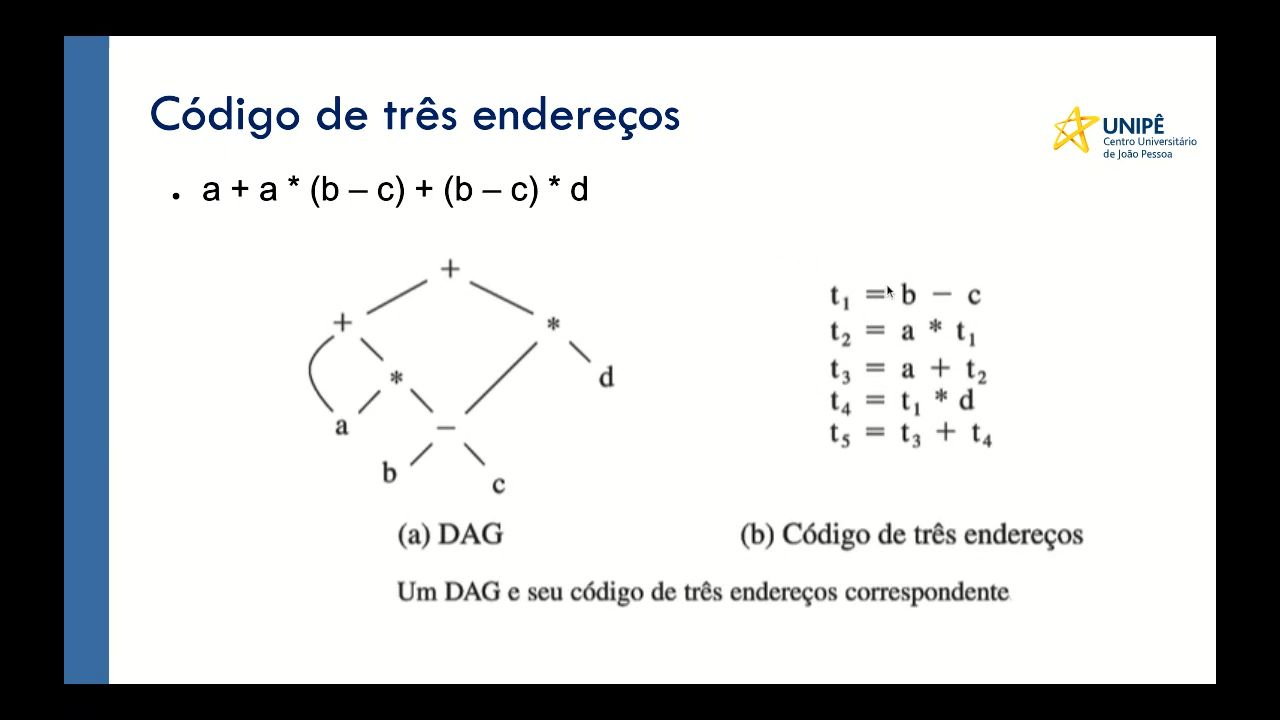 Código de três endereços
UNIPÊ
Centro Universitário
de João Pessoa
• a + a * (b – c) + (b – c) * d
+
+
*
*
d
a
−
b
c
t₁ = b − c
t₂ = a * t₁
t₃ = a + t₂
t₄ = t₁ * d
t₅ = t₃ + t₄
(a) DAG
(b) Código de três endereços
Um DAG e seu código de três endereços correspondente